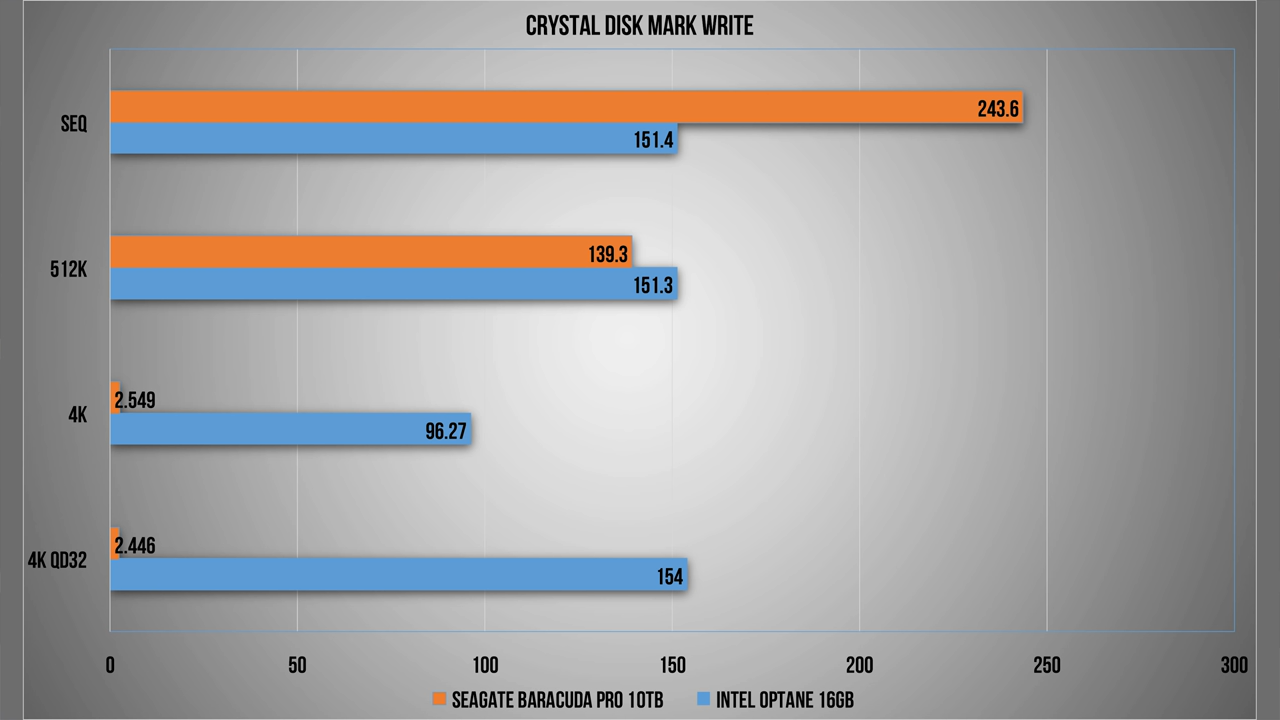 CRYSTAL DISK MARK WRITE
SEQ
243.6
151.4
512K
139.3
151.3
4K
2.549
96.27
4K QD32
2.446
154
0 50 100 150 200 250 300
SEAGATE BARACUDA PRO 10TB INTEL OPTANE 16GB